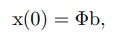 x(0) = Φb,